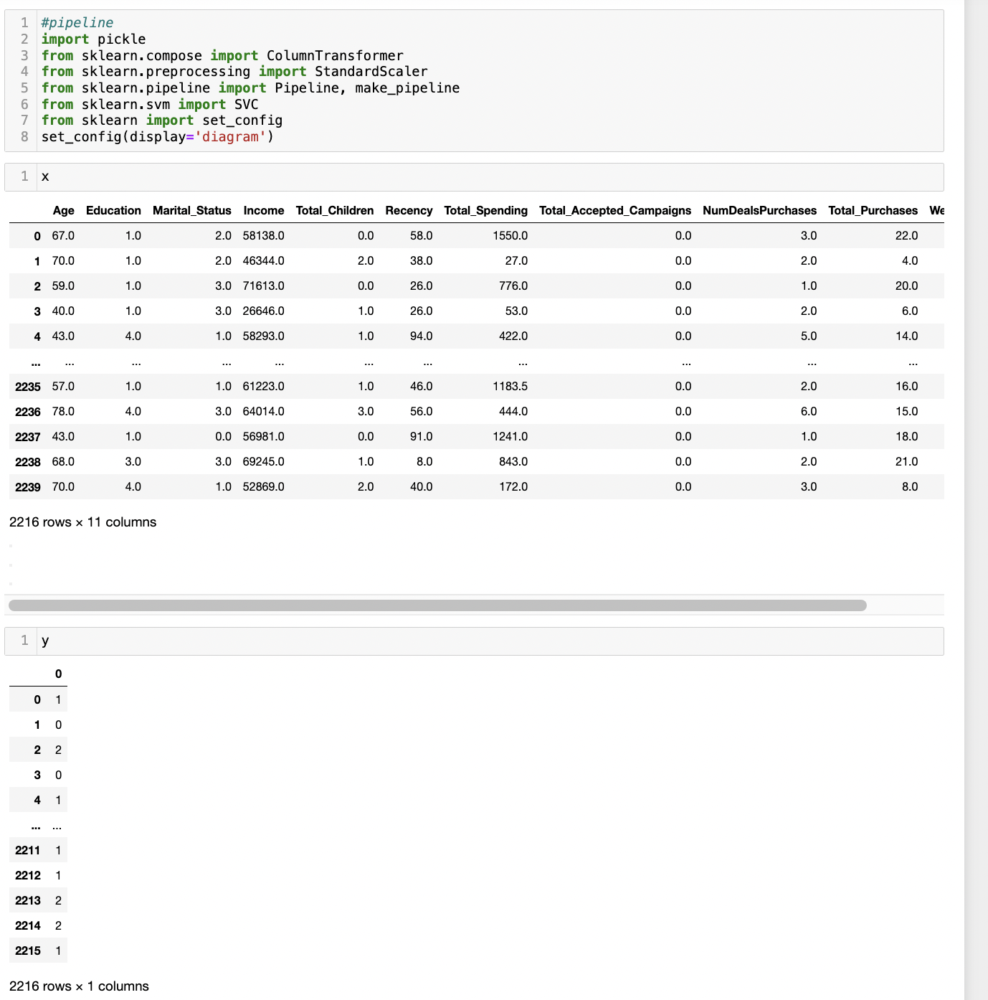 1 #pipeline
2 import pickle
3 from sklearn.compose import ColumnTransformer
4 from sklearn.preprocessing import StandardScaler
5 from sklearn.pipeline import Pipeline, make_pipeline
6 from sklearn.svm import SVC
7 from sklearn import set_config
8 set_config(display='diagram')
1 x
Age Education Marital_Status Income Total_Children Recency Total_Spending Total_Accepted_Campaigns NumDealsPurchases Total_Purchases We
0 67.0 1.0 2.0 58138.0 0.0 58.0 1550.0 0.0 3.0 22.0
1 70.0 1.0 2.0 46344.0 2.0 38.0 27.0 0.0 2.0 4.0
2 59.0 1.0 3.0 71613.0 0.0 26.0 776.0 0.0 1.0 20.0
3 40.0 1.0 3.0 26646.0 1.0 26.0 53.0 0.0 2.0 6.0
4 43.0 4.0 1.0 58293.0 1.0 94.0 422.0 0.0 5.0 14.0
... ... ... ... ... ... ... ... ... ... ...
2235 57.0 1.0 1.0 61223.0 1.0 46.0 1183.5 0.0 2.0 16.0
2236 78.0 4.0 3.0 64014.0 3.0 56.0 444.0 0.0 6.0 15.0
2237 43.0 1.0 0.0 56981.0 0.0 91.0 1241.0 0.0 1.0 18.0
2238 68.0 3.0 3.0 69245.0 1.0 8.0 843.0 0.0 2.0 21.0
2239 70.0 4.0 1.0 52869.0 2.0 40.0 172.0 0.0 3.0 8.0
2216 rows × 11 columns
1 y
0
0 1
1 0
2 2
3 0
4 1
... ...
2211 1
2212 1
2213 2
2214 2
2215 1
2216 rows × 1 columns